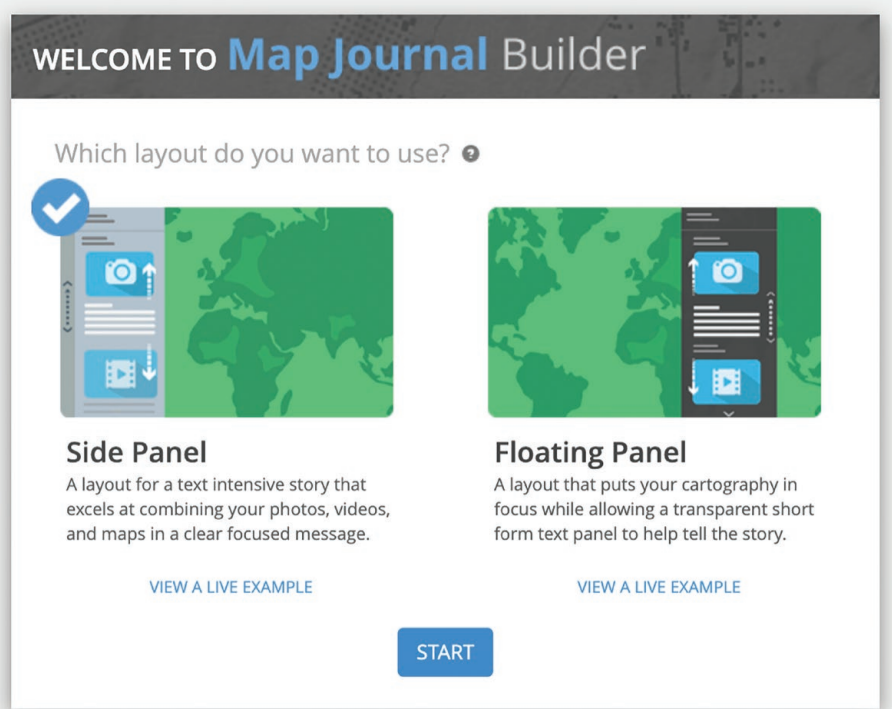 WELCOME TO Map Journal Builder
Which layout do you want to use? ?
Side Panel
A layout for a text intensive story that
excels at combining your photos, videos,
and maps in a clear focused message.
VIEW A LIVE EXAMPLE
Floating Panel
A layout that puts your cartography in
focus while allowing a transparent short
form text panel to help tell the story.
VIEW A LIVE EXAMPLE
START